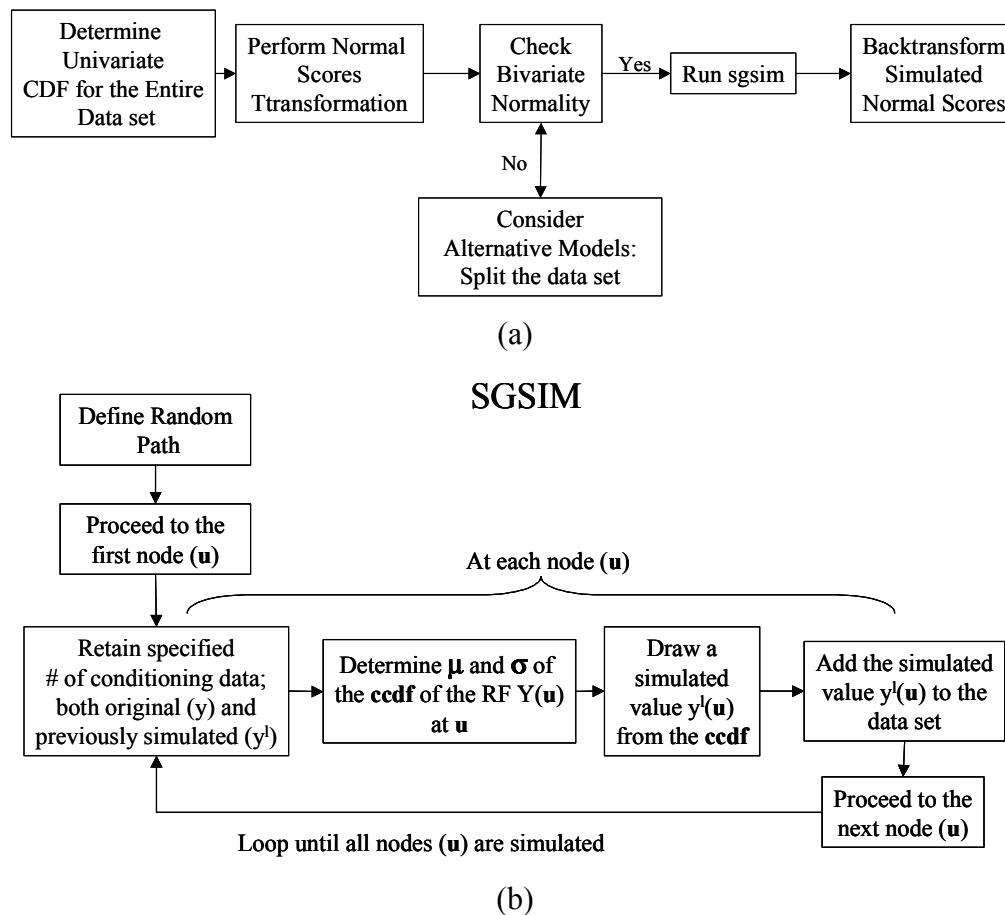 Determine
Univariate
CDF for the Entire
Data set
Perform Normal
Scores
Ttransformation
Check
Bivariate
Normality
Yes
Run sgsim
Backtransform
Simulated
Normal Scores
No
Consider
Alternative Models:
Split the data set
(a)
SGSIM
Define Random
Path
Proceed to the
first node (u)
At each node (u)
Retain specified
# of conditioning data;
both original (y) and
previously simulated (yˡ)
Determine μ and σ of
the ccdf of the RF Y(u)
at u
Draw a
simulated
value yˡ(u)
from the ccdf
Add the simulated
value yˡ(u) to the
data set
Proceed to the
next node (u)
Loop until all nodes (u) are simulated
(b)